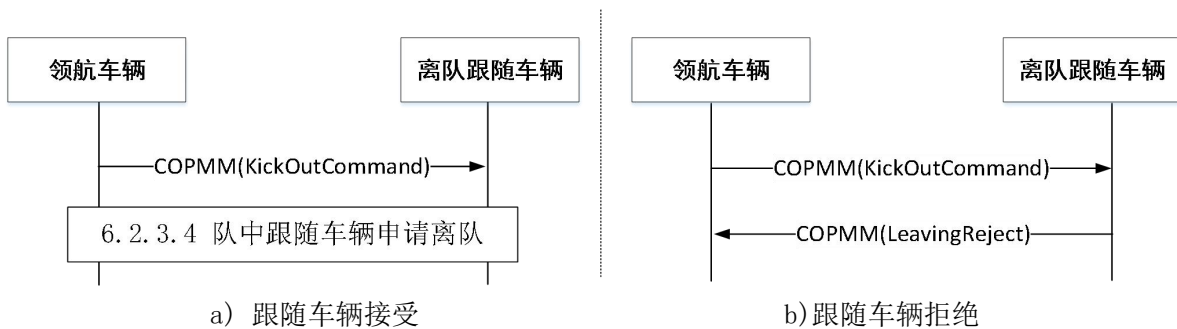 领航车辆
离队跟随车辆
COPMM(KickOutCommand)
6.2.3.4 队中跟随车辆申请离队
a) 跟随车辆接受
领航车辆
离队跟随车辆
COPMM(KickOutCommand)
COPMM(LeavingReject)
b)跟随车辆拒绝